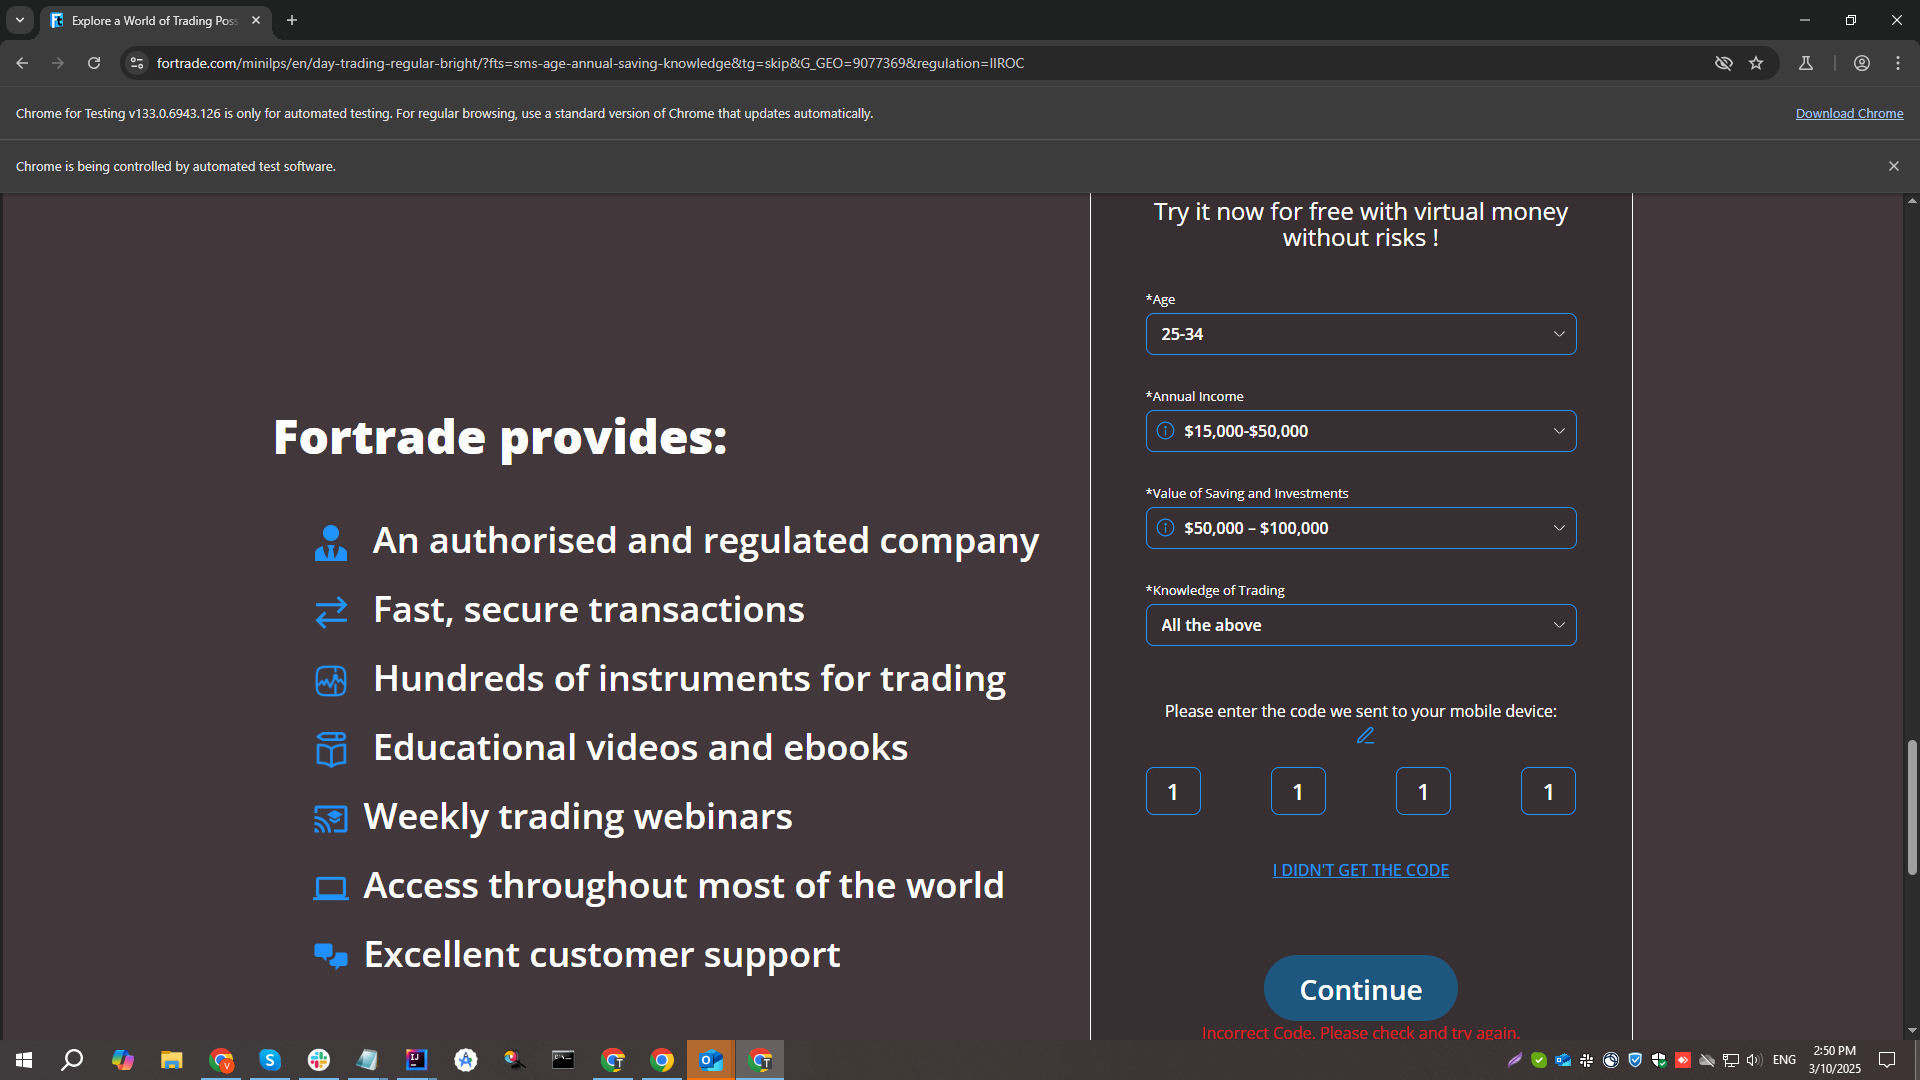 Explore a World of Trading Pos
fortrade.com/minilps/en/day-trading-regular-bright/?fts=sms-age-annual-saving-knowledge&tg=skip&G_GEO=9077369&regulation=IIROC
Chrome for Testing v133.0.6943.126 is only for automated testing. For regular browsing, use a standard version of Chrome that updates automatically.
Download Chrome
Chrome is being controlled by automated test software.
Fortrade provides:
An authorised and regulated company
Fast, secure transactions
Hundreds of instruments for trading
Educational videos and ebooks
Weekly trading webinars
Access throughout most of the world
Excellent customer support
Try it now for free with virtual money
without risks !
*Age
25-34
*Annual Income
$15,000-$50,000
*Value of Saving and Investments
$50,000 – $100,000
*Knowledge of Trading
All the above
Please enter the code we sent to your mobile device:
1 1 1 1
I DIDN'T GET THE CODE
Continue
Incorrect Code. Please check and try again.
ENG
2:50 PM
3/10/2025